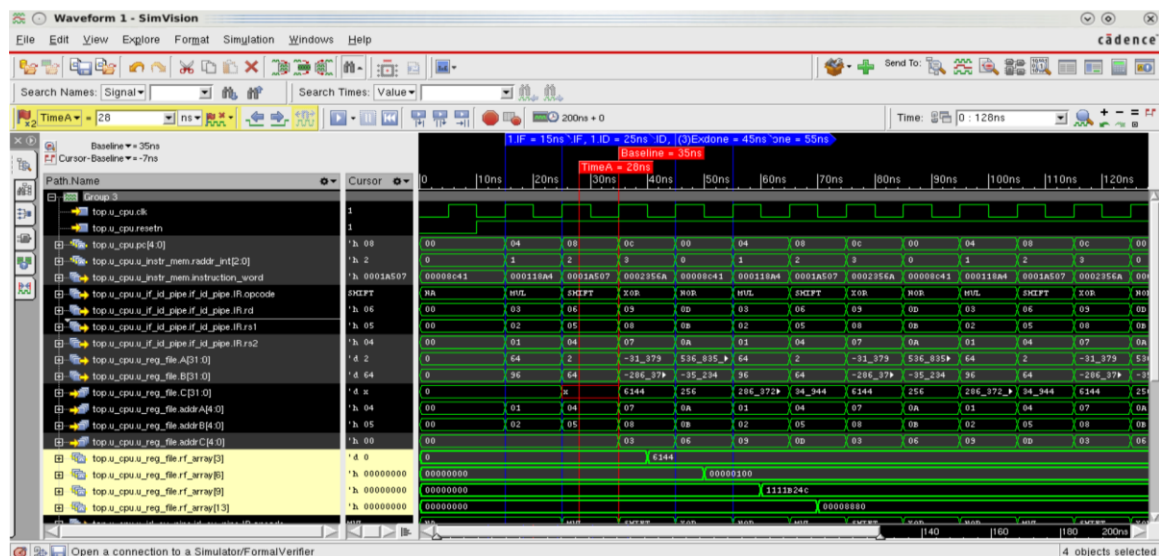 Waveform 1 - SimVision
File Edit View Explore Format Simulation Windows Help
cādence
Send To:
Search Names: Signal
Search Times: Value
x2 TimeA = 28 ns
200ns + 0
Time: 0 : 128ns
Baseline = 35ns
Cursor-Baseline = -7ns
1.IF = 15ns 1.ID = 25ns (3)Exdone = 45ns one = 55ns
Baseline = 35ns
TimeA = 28ns
Path.Name Cursor 0 10ns 20ns 30ns 40ns 50ns 60ns 70ns 80ns 90ns 100ns 110ns 120ns
Group 3
top.u_cpu.clk 1
top.u_cpu.resetn 1
top.u_cpu.pc[4:0] 'h 08 00 04 08 0c 00 04 08 0c 00 04 08 0c 00
top.u_cpu.u_instr_mem.raddr_int[2:0] 'h 2 0 1 2 3 0 1 2 3 0 1 2 3 0
top.u_cpu.u_instr_mem.instruction_word 'h 0001A507 00008c41 000118A4 0001A507 0002356A 00008c41 000118A4 0001A507 0002356A 00008c41 000118A4 0001A507 0002356A
top.u_cpu.u_if_id_pipe.if_id_pipe.IR.opcode SHIFT NA MUL SHIFT XOR NOR MUL SHIFT XOR NOR MUL SHIFT XOR
top.u_cpu.u_if_id_pipe.if_id_pipe.IR.rd 'h 06 00 03 06 09 0D 03 06 09 0D 03 06 09 0D
top.u_cpu.u_if_id_pipe.if_id_pipe.IR.rs1 'h 05 00 02 05 08 0B 02 05 08 0B 02 05 08 0B
top.u_cpu.u_if_id_pipe.if_id_pipe.IR.rs2 'h 04 00 01 04 07 0A 01 04 07 0A 01 04 07 0A
top.u_cpu.u_reg_file.A[31:0] 'd 2 0 64 2 -31_379 536_835_ 64 2 -31_379 536_835 64 2 -31_379
top.u_cpu.u_reg_file.B[31:0] 'd 64 0 96 64 -286_37 -35_234 96 64 -286_37 -35_234 96 64 -286_37
top.u_cpu.u_reg_file.C[31:0] 'd x 0 x 6144 256 286_372 34_944 6144 256 286_372_ 34_944 6144
top.u_cpu.u_reg_file.addrA[4:0] 'h 04 00 01 04 07 0A 01 04 07 0A 01 04 07 0A
top.u_cpu.u_reg_file.addrB[4:0] 'h 05 00 02 05 08 0B 02 05 08 0B 02 05 08 0B
top.u_cpu.u_reg_file.addrC[4:0] 'h 00 00 03 06 09 0D 03 06 09 0D 03 06
top.u_cpu.u_reg_file.rf_array[3] 'd 0 0 6144
top.u_cpu.u_reg_file.rf_array[6] 'h 00000000 00000000 00000100
top.u_cpu.u_reg_file.rf_array[9] 'h 00000000 00000000 1111B24c
top.u_cpu.u_reg_file.rf_array[13] 'h 00000000 00000000 00000880
140 160 180 200ns
Open a connection to a Simulator/FormalVerifier
4 objects selected